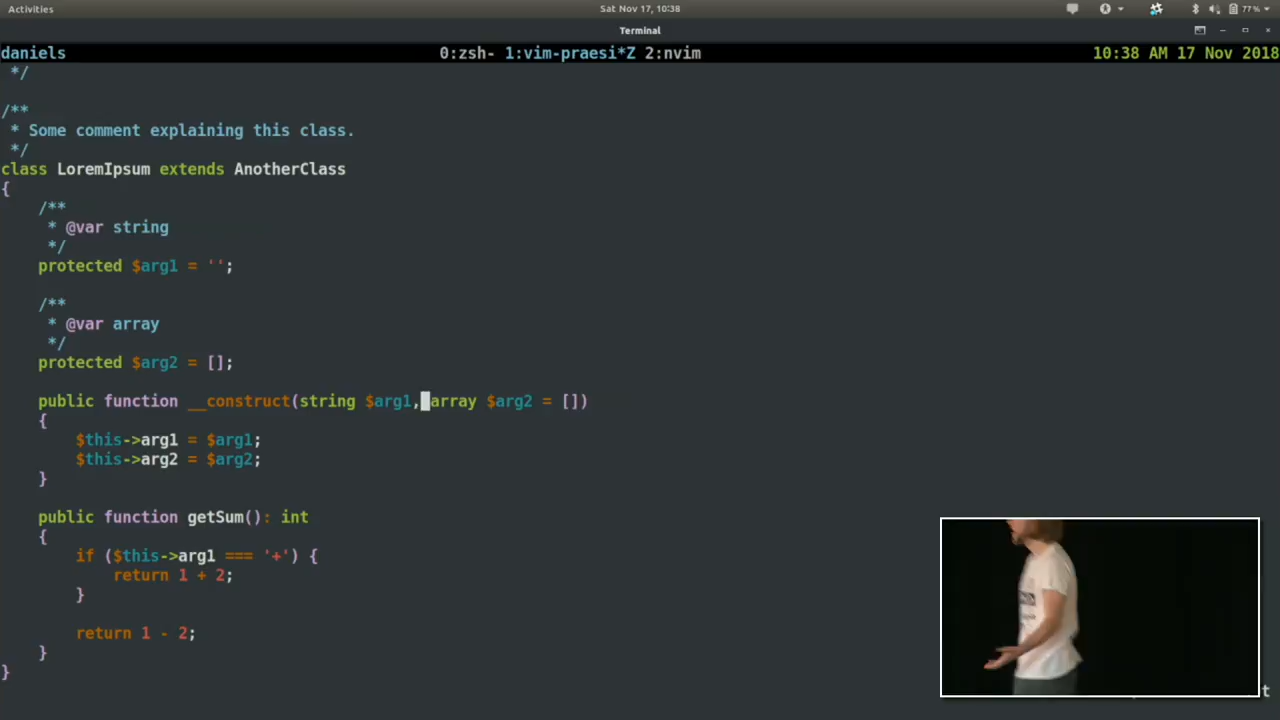 Activities
Sat Nov 17, 10:38
77%
Terminal
daniels 0:zsh- 1:vim-praesi*Z 2:nvim 10:38 AM 17 Nov 2018
 */

/**
 * Some comment explaining this class.
 */
class LoremIpsum extends AnotherClass
{
    /**
     * @var string
     */
    protected $arg1 = '';

    /**
     * @var array
     */
    protected $arg2 = [];

    public function __construct(string $arg1, array $arg2 = [])
    {
        $this->arg1 = $arg1;
        $this->arg2 = $arg2;
    }

    public function getSum(): int
    {
        if ($this->arg1 === '+') {
            return 1 + 2;
        }

        return 1 - 2;
    }
}